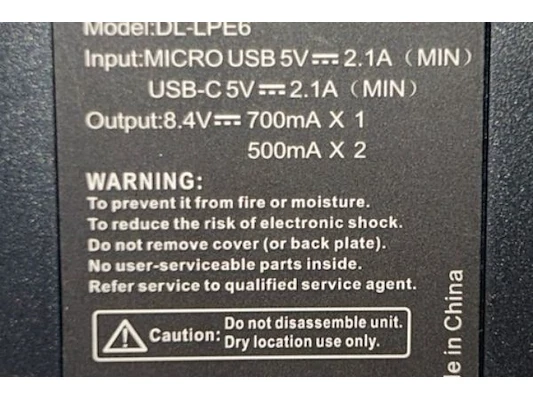 Model:DL-LPE6
Input:MICRO USB 5V⎓2.1A（MIN）
USB-C 5V⎓2.1A（MIN）
Output:8.4V⎓700mA X 1
500mA X 2
WARNING:
To prevent it from fire or moisture.
To reduce the risk of electronic shock.
Do not remove cover (or back plate).
No user-serviceable parts inside.
Refer service to qualified service agent.
Caution: Do not disassemble unit.
Dry location use only.
in China